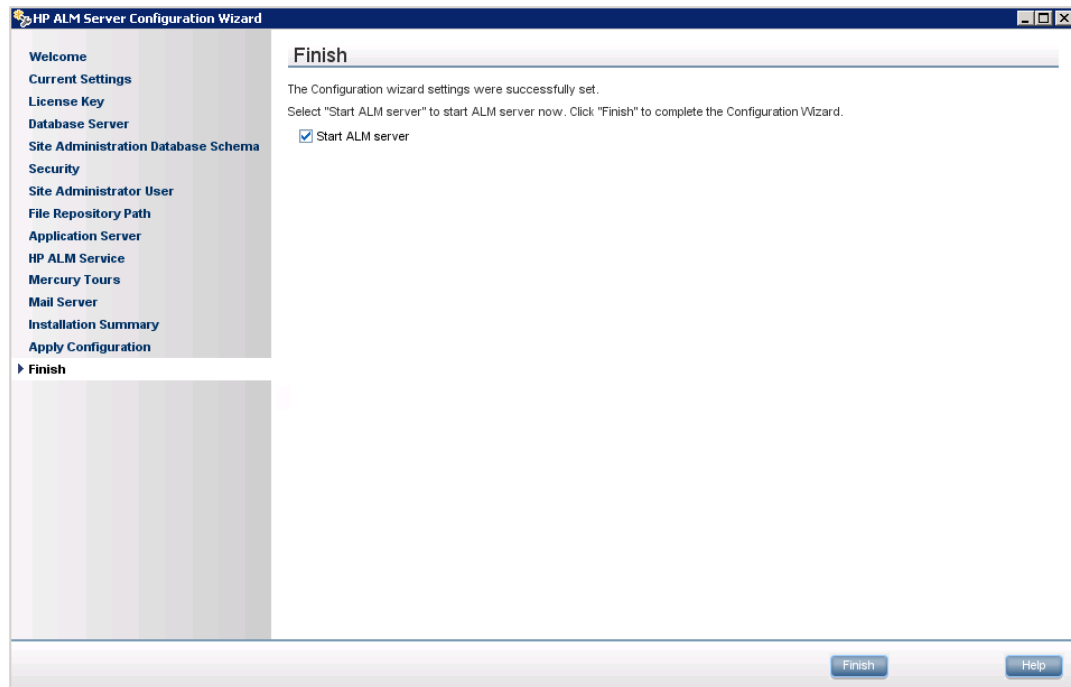 HP ALM Server Configuration Wizard
Welcome
Current Settings
License Key
Database Server
Site Administration Database Schema
Security
Site Administrator User
File Repository Path
Application Server
HP ALM Service
Mercury Tours
Mail Server
Installation Summary
Apply Configuration
Finish
Finish
The Configuration wizard settings were successfully set.
Select "Start ALM server" to start ALM server now. Click "Finish" to complete the Configuration Wizard.
Start ALM server
Finish
Help